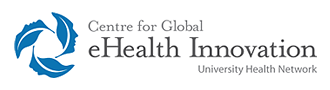 Centre for Global
eHealth Innovation
University Health Network